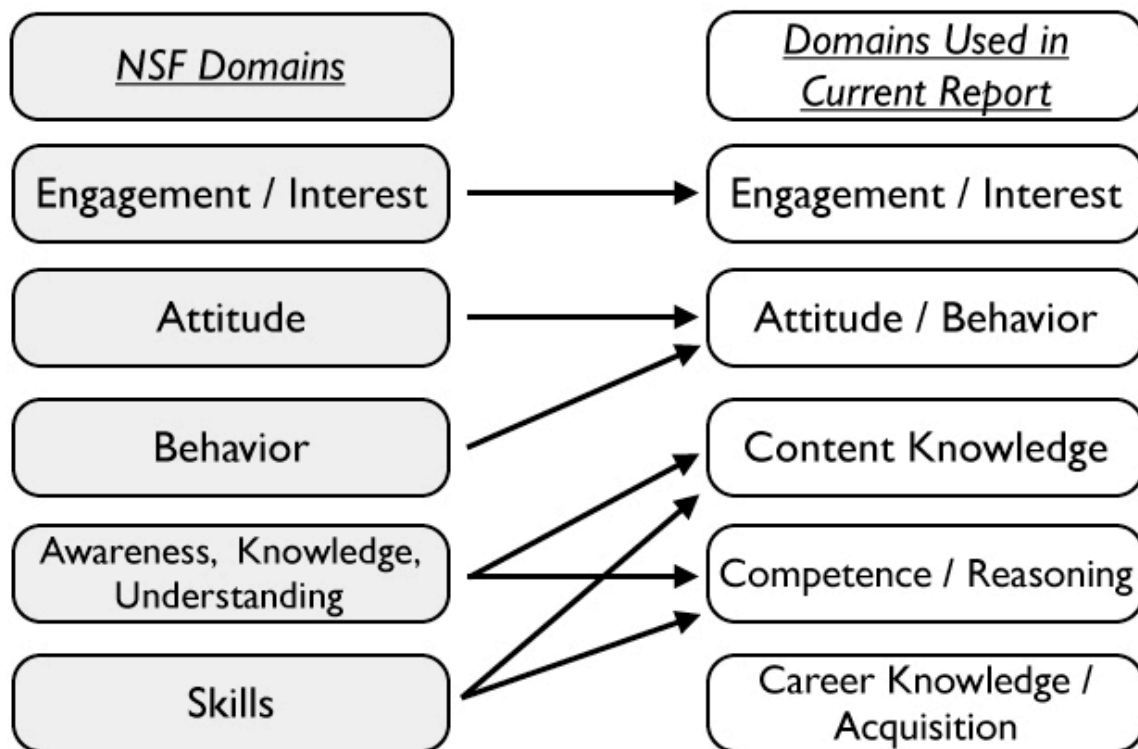 NSF Domains
Domains Used in
Current Report
Engagement / Interest
Engagement / Interest
Attitude
Attitude / Behavior
Behavior
Content Knowledge
Awareness, Knowledge,
Understanding
Competence / Reasoning
Skills
Career Knowledge /
Acquisition